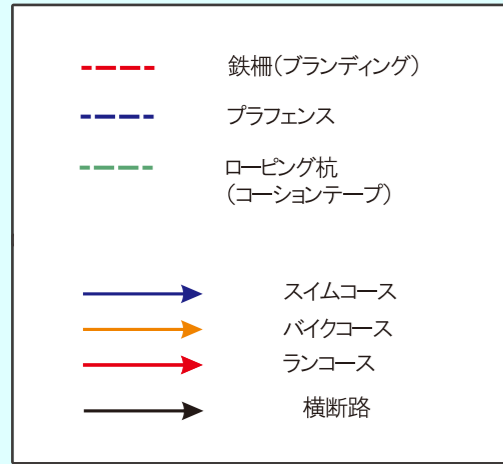 鉄柵(ブランディング)
プラフェンス
ローピング杭
(コーションテープ)
スイムコース
バイクコース
ランコース
横断路